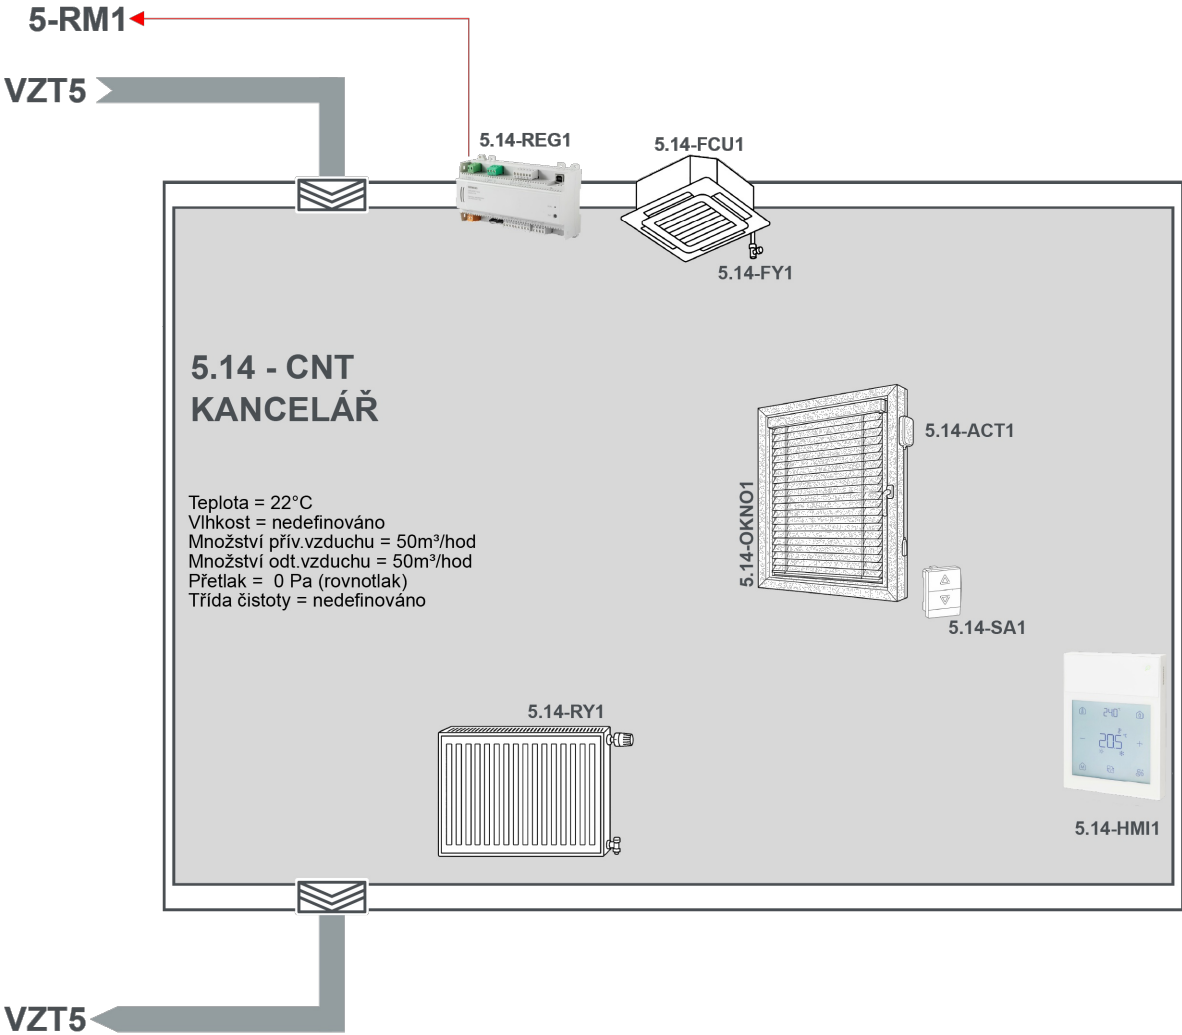 5-RM1
VZT5
5.14-REG1
5.14-FCU1
5.14-FY1
5.14 - CNT
KANCELÁŘ
5.14-ACT1
Teplota = 22°C
Vlhkost = nedefinováno
Množství přív.vzduchu = 50m³/hod
Množství odt.vzduchu = 50m³/hod
Přetlak =  0 Pa (rovnotlak)
Třída čistoty = nedefinováno
5.14-OKNO1
5.14-SA1
5.14-RY1
240
205
5.14-HMI1
VZT5